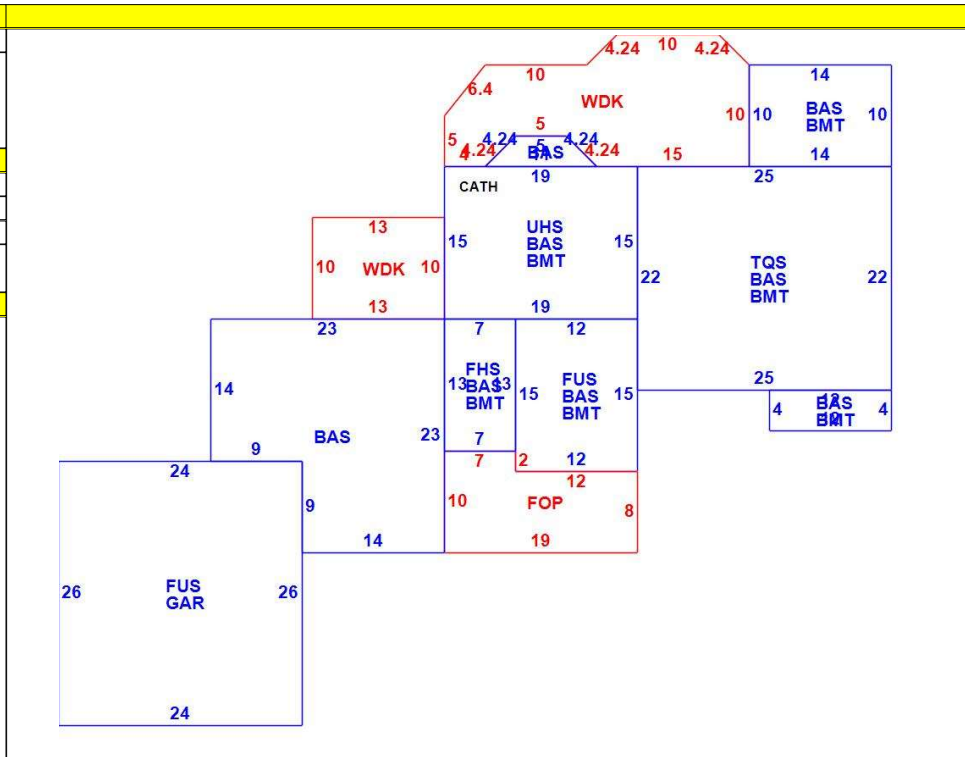 4.24 10 4.24
10
14
6.4
WDK
10 10 BAS 10
BMT
5
5 4.24 5 4.24
4 4.24 BAS 4.24
15
14
19
25
CATH
15 UHS 15
BAS
BMT
13
10 WDK 10
13
22 TQS 22
BAS
BMT
19
23
7
12
14
13 FHS 13
BAS
BMT
15 FUS 15
BAS
BMT
25
4 BAS 4
12
BMT
BAS
23
7
9
7
2
12
12
24
10 FOP 8
9
14
19
26 FUS 26
GAR
24